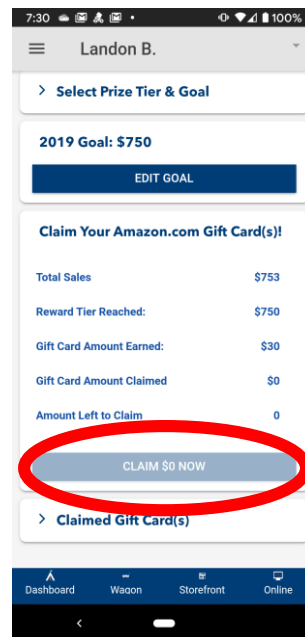 7:30 100%
Landon B.
Select Prize Tier & Goal
2019 Goal: $750
EDIT GOAL
Claim Your Amazon.com Gift Card(s)!
Total Sales $753
Reward Tier Reached: $750
Gift Card Amount Earned: $30
Gift Card Amount Claimed $0
Amount Left to Claim 0
CLAIM $0 NOW
Claimed Gift Card(s)
Dashboard Wagon Storefront Online